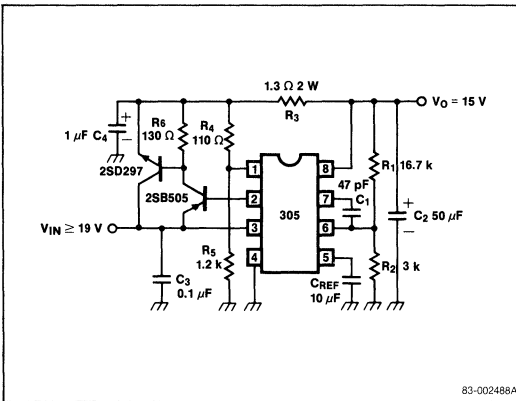 1.3 Ω 2 W
R3
VO = 15 V
1 μF C4
+
−
R6
130 Ω
R4
110 Ω
2SD297
2SB505
1
2
3
4
305
8
7
6
5
47 pF
C1
R1 16.7 k
+
−
C2 50 μF
VIN ≥ 19 V
R5
1.2 k
C3
0.1 μF
CREF
10 μF
R2 3 k
83-002488A